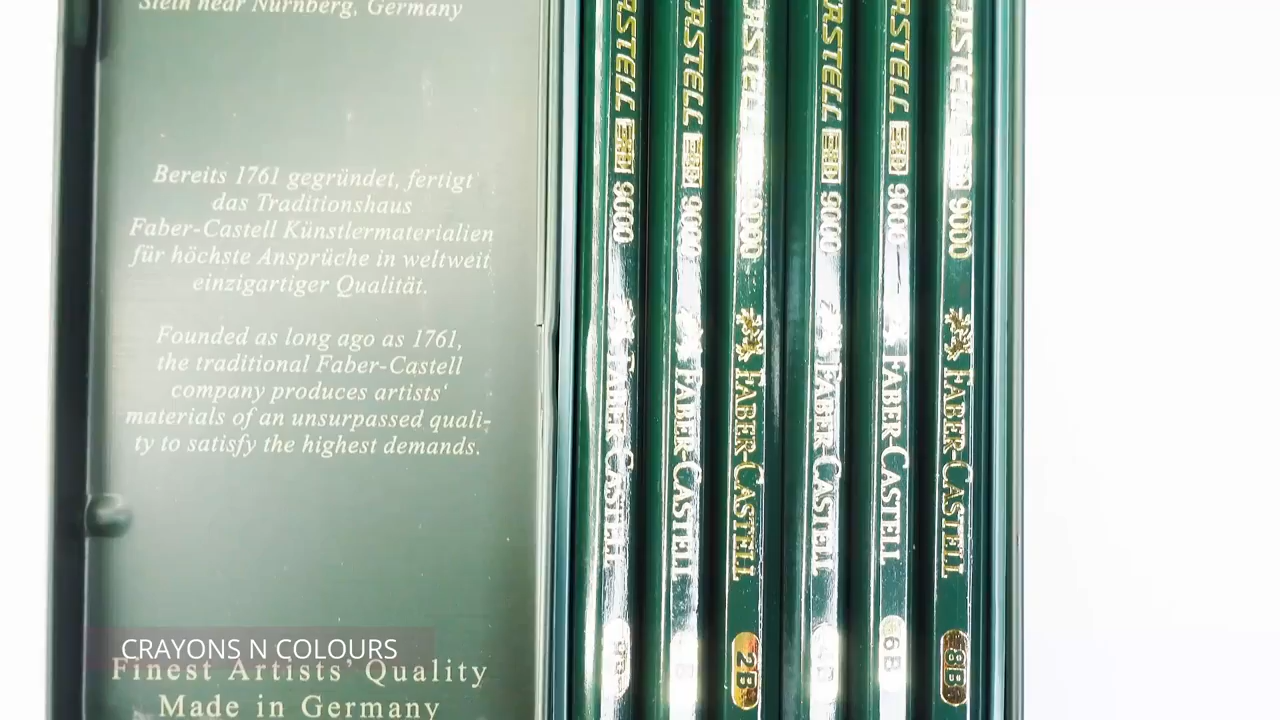 Stein near Nürnberg, Germany
Bereits 1761 gegründet, fertigt
das Traditionshaus
Faber-Castell Künstlermaterialien
für höchste Ansprüche in weltweit
einzigartiger Qualität.
Founded as long ago as 1761,
the traditional Faber-Castell
company produces artists'
materials of an unsurpassed quali-
ty to satisfy the highest demands.
CRAYONS N COLOURS
Finest Artists' Quality
Made in Germany
9000 FABER-CASTELL
9000 FABER-CASTELL
9000 FABER-CASTELL 2B
9000 FABER-CASTELL
9000 FABER-CASTELL 6B
9000 FABER-CASTELL 8B